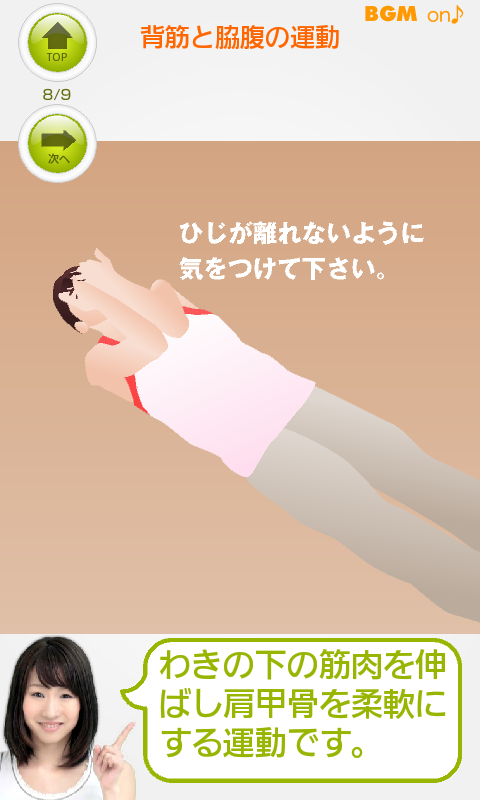 BGM on♪
背筋と脇腹の運動
TOP
8/9
次へ
ひじが離れないように
気をつけて下さい。
わきの下の筋肉を伸
ばし肩甲骨を柔軟に
する運動です。